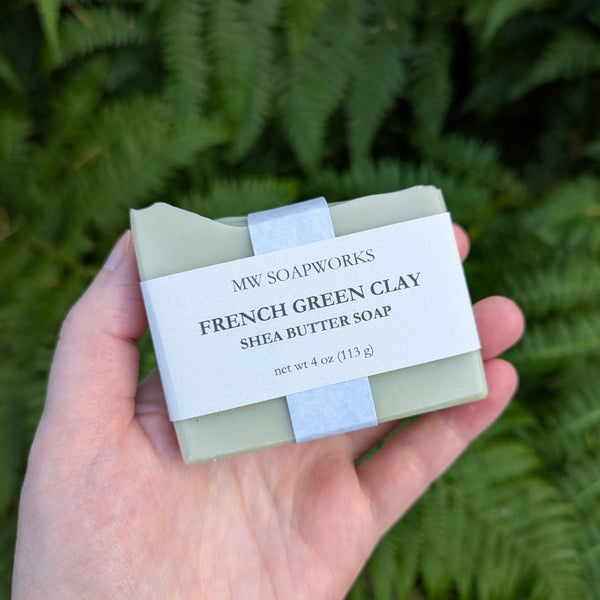 MW SOAPWORKS
FRENCH GREEN CLAY
SHEA BUTTER SOAP
net wt 4 oz (113 g)